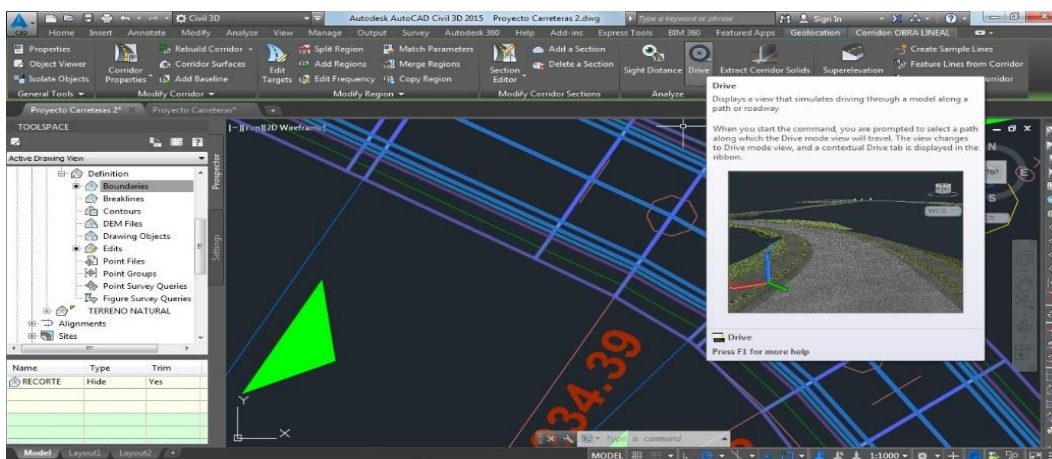 Civil 3D
Autodesk AutoCAD Civil 3D 2015 Proyecto Carreteras 2.dwg
Type a keyword or phrase
Sign In
Home Insert Annotate Modify Analyze View Manage Output Survey Autodesk 360 Help Add-ins Express Tools BIM 360 Featured Apps Geolocation Corridor: OBRA LINEAL
Properties
Object Viewer
Isolate Objects
General Tools
Corridor Properties
Rebuild Corridor
Corridor Surfaces
Add Baseline
Modify Corridor
Edit Targets
Split Region
Add Regions
Edit Frequency
Match Parameters
Merge Regions
Copy Region
Modify Region
Section Editor
Add a Section
Delete a Section
Modify Corridor Sections
Sight Distance
Drive
Extract Corridor Solids
Superelevation
Analyze
Create Sample Lines
Feature Lines from Corridor
Proyecto Carreteras 2*
Proyecto Carreteras*
TOOLSPACE
Active Drawing View
Definition
Boundaries
Breaklines
Contours
DEM Files
Drawing Objects
Edits
Point Files
Point Groups
Point Survey Queries
Figure Survey Queries
TERRENO NATURAL
Alignments
Sites
Prospector
Settings
Name Type Trim
RECORTE Hide Yes
[-][Top][2D Wireframe]
Drive
Displays a view that simulates driving through a model along a
path or roadway
When you start the command, you are prompted to select a path
along which the Drive mode view will travel. The view changes
to Drive mode view, and a contextual Drive tab is displayed in the
ribbon.
WCS
Drive
Press F1 for more help
N
E
S
34.39
Y
X
Type a command
Model Layout1 Layout2
MODEL
1:1000